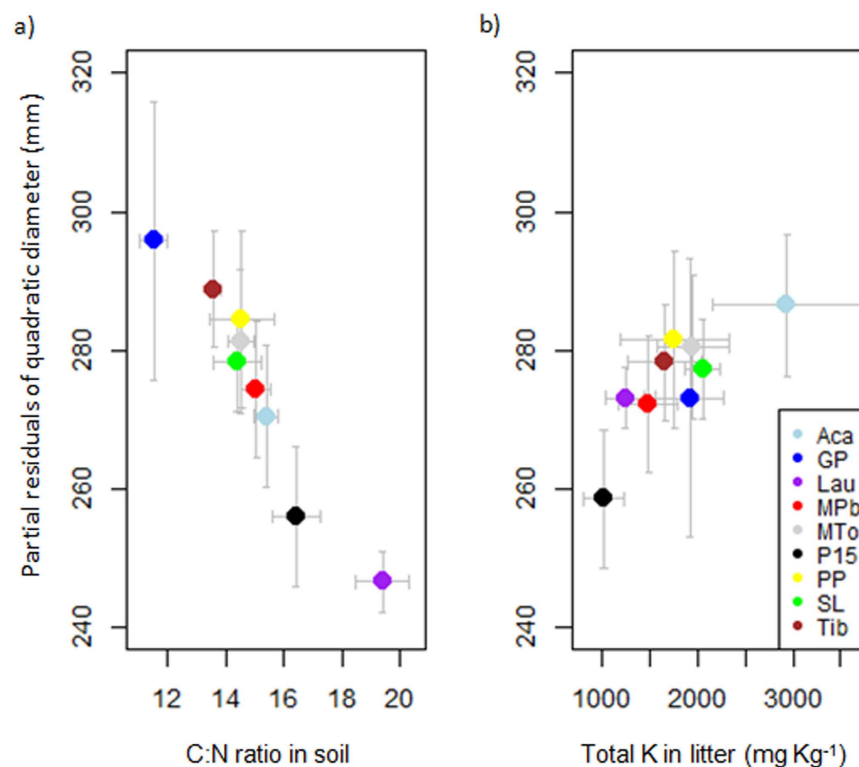 a)
b)
Partial residuals of quadratic diameter (mm)
320
300
280
260
240
12 14 16 18 20
C:N ratio in soil
320
300
280
260
240
1000 2000 3000
Total K in litter (mg Kg⁻¹)
Aca
GP
Lau
MPb
MTo
P15
PP
SL
Tib